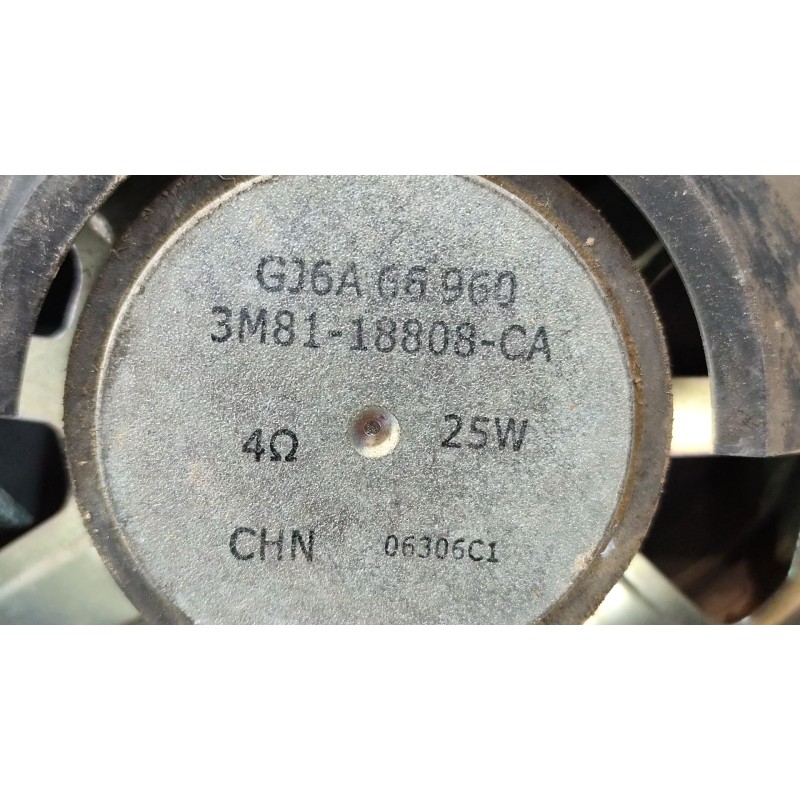 GJ6A 66 960
3M81-18808-CA
4Ω 25W
CHN 06306C1